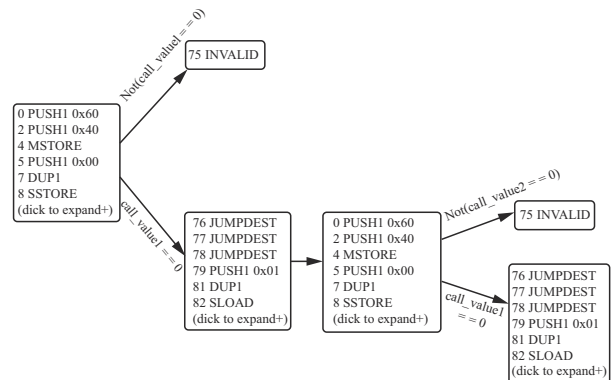 Not(call_value1 = = 0)
75 INVALID
0 PUSH1 0x60
2 PUSH1 0x40
4 MSTORE
5 PUSH1 0x00
7 DUP1
8 SSTORE
(dick to expand+)
call_value1 = = 0
76 JUMPDEST
77 JUMPDEST
78 JUMPDEST
79 PUSH1 0x01
81 DUP1
82 SLOAD
(dick to expand+)
0 PUSH1 0x60
2 PUSH1 0x40
4 MSTORE
5 PUSH1 0x00
7 DUP1
8 SSTORE
(dick to expand+)
Not(call_value2 = = 0)
75 INVALID
call_value1
= = 0
76 JUMPDEST
77 JUMPDEST
78 JUMPDEST
79 PUSH1 0x01
81 DUP1
82 SLOAD
(dick to expand+)